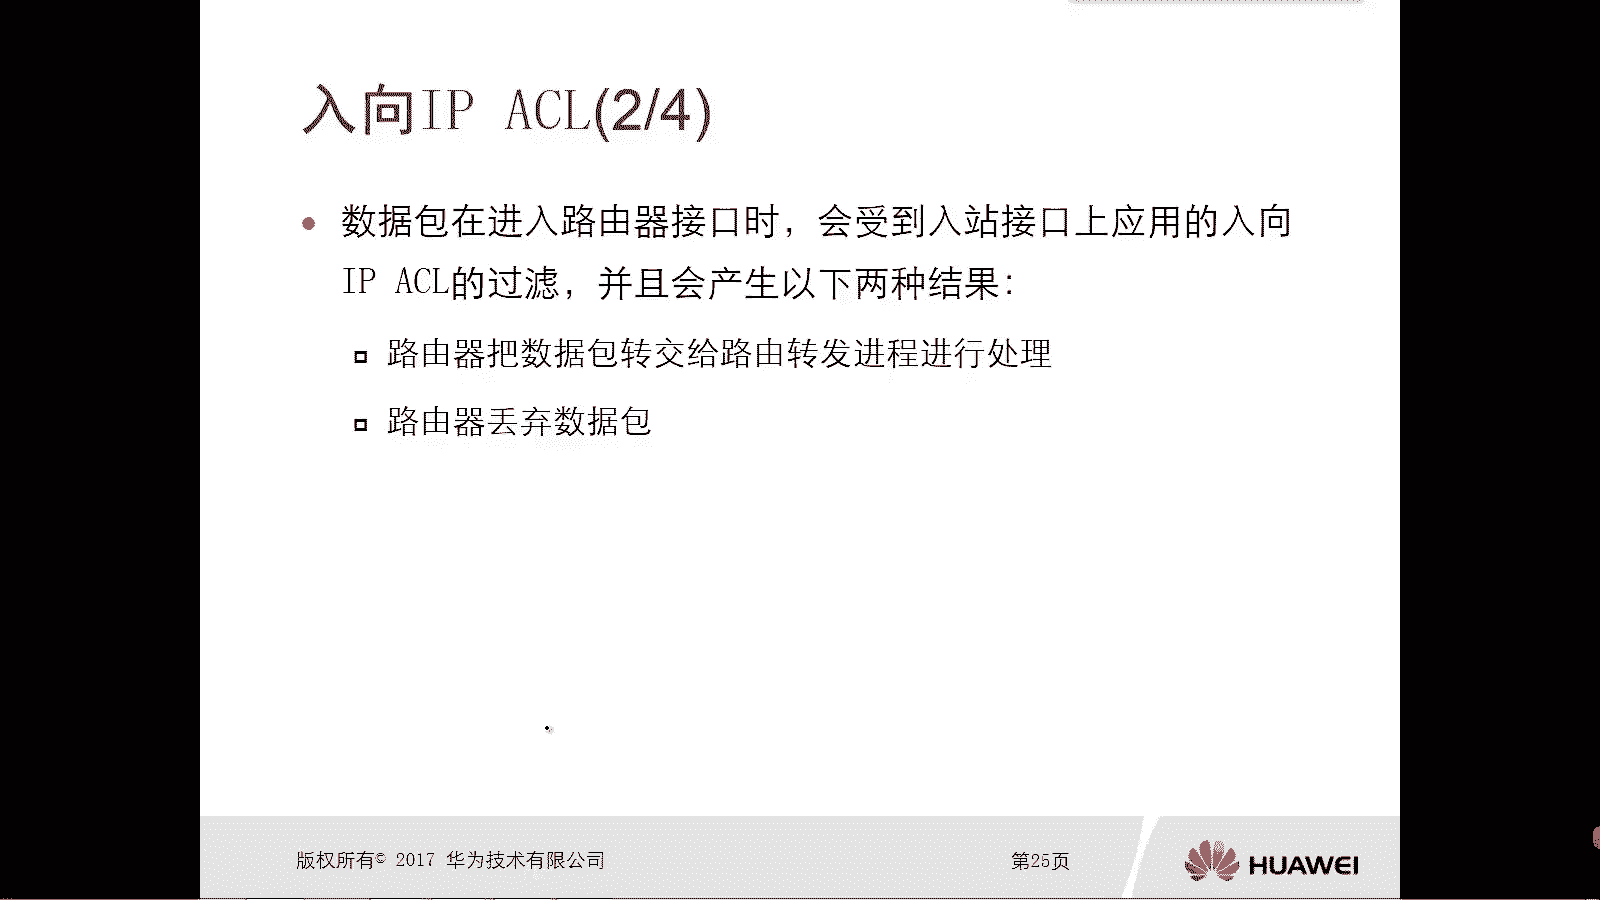 入向IP ACL(2/4)
数据包在进入路由器接口时，会受到入站接口上应用的入向
IP ACL的过滤，并且会产生以下两种结果：
路由器把数据包转交给路由转发进程进行处理
路由器丢弃数据包
版权所有© 2017 华为技术有限公司
第25页
HUAWEI